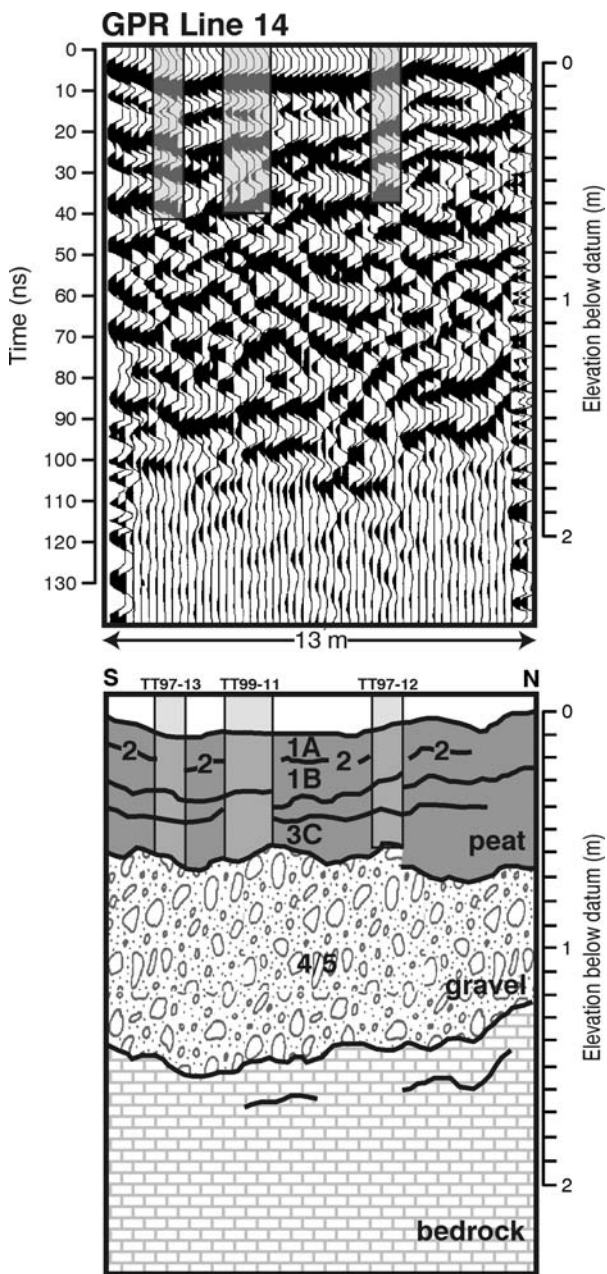 GPR Line 14
0
10
20
30
40
50
60
70
80
90
100
110
120
130
Time (ns)
0
1
2
Elevation below datum (m)
13 m
S TT97-13 TT99-11 TT97-12 N
2 2 1A 2 2
1B
3C
peat
4/5
gravel
bedrock
0
1
2
Elevation below datum (m)